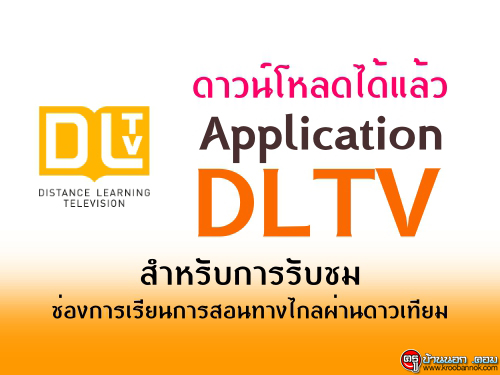 ดาวน์โหลดได้แล้ว
Application
DLTV
DLTV
DISTANCE LEARNING
TELEVISION
สำหรับการรับชม
ช่องการเรียนการสอนทางไกลผ่านดาวเทียม
ครูบ้านนอก.คอม
www.kroobannok.com